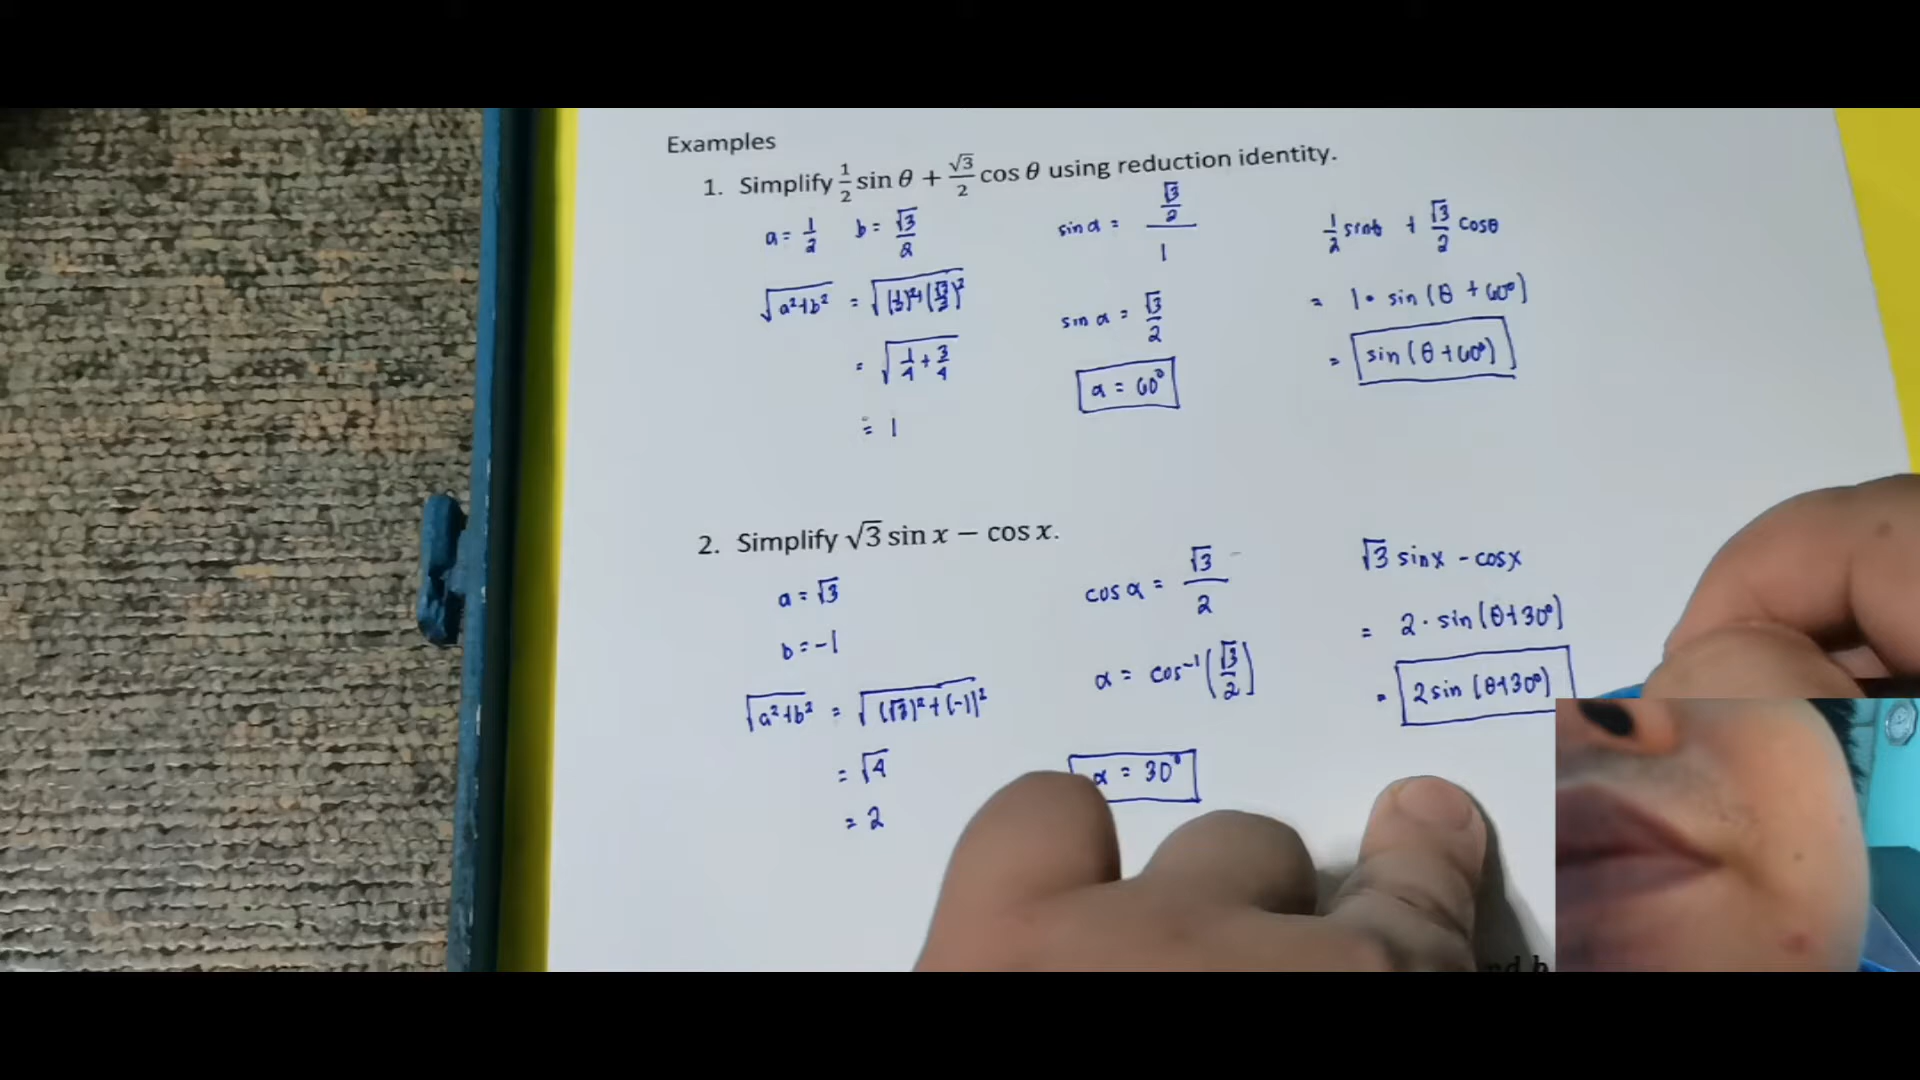 Examples
1. Simplify 1/2 sin θ + √3/2 cos θ using reduction identity.
a = 1/2 b = √3/2
√a²+b² = √(1/2)²+(√3/2)²
= √1/4 + 3/4
= 1
sin α = √3/2 / 1
sin α = √3/2
α = 60°
1/2 sinθ + √3/2 cosθ
= 1 • sin (θ + 60°)
= sin (θ + 60°)
2. Simplify √3 sin x − cos x.
a = √3
b = -1
√a²+b² = √(√3)²+(-1)²
= √4
= 2
cos α = √3/2
α = cos⁻¹(√3/2)
α = 30°
√3 sinx - cosx
= 2 · sin (θ+30°)
= 2 sin (θ+30°)